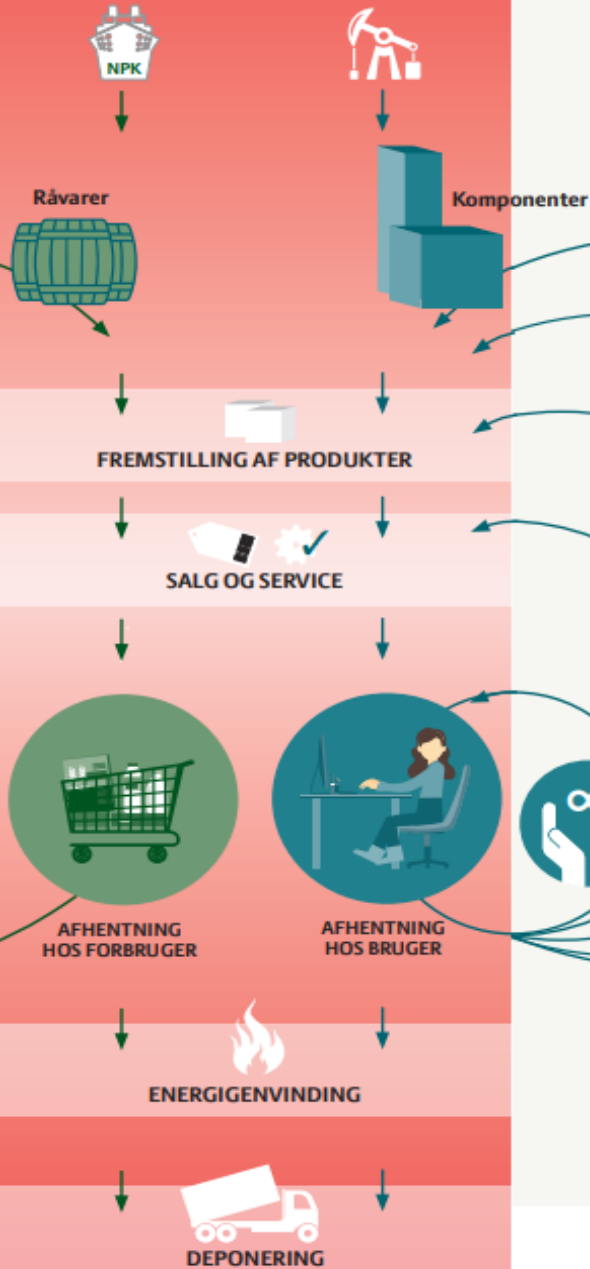 NPK
Råvarer
Komponenter
FREMSTILLING AF PRODUKTER
SALG OG SERVICE
AFHENTNING
HOS FORBRUGER
AFHENTNING
HOS BRUGER
ENERGIGENVINDING
DEPONERING